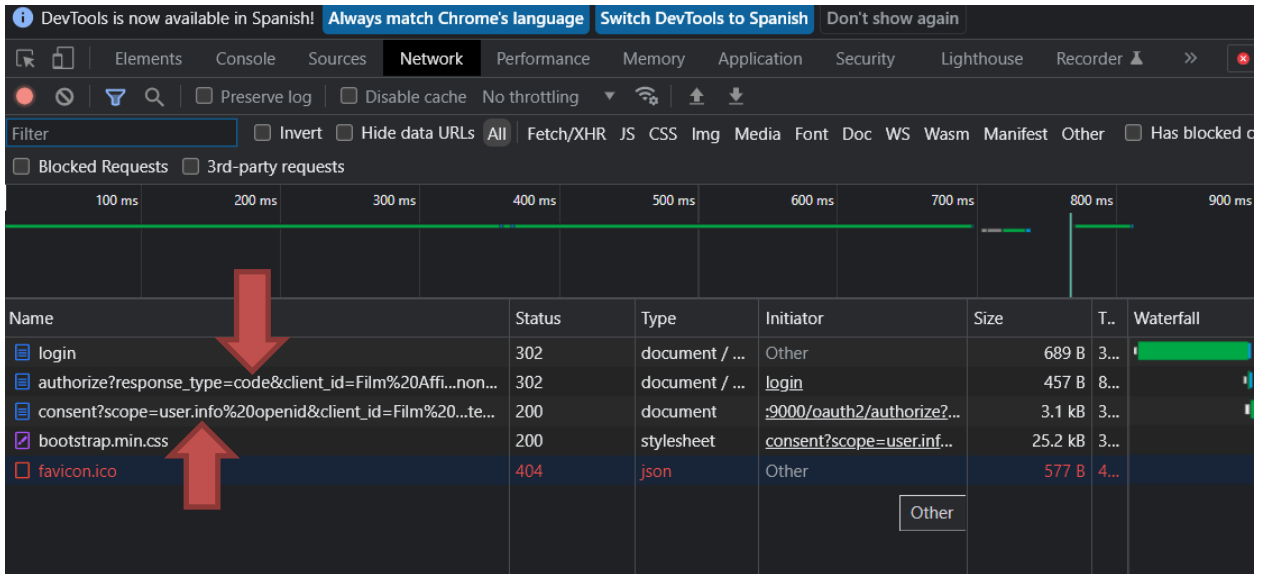 DevTools is now available in Spanish! Always match Chrome's language Switch DevTools to Spanish Don't show again
Elements Console Sources Network Performance Memory Application Security Lighthouse Recorder »
Preserve log Disable cache No throttling
Filter Invert Hide data URLs All Fetch/XHR JS CSS Img Media Font Doc WS Wasm Manifest Other Has blocked c
Blocked Requests 3rd-party requests
100 ms 200 ms 300 ms 400 ms 500 ms 600 ms 700 ms 800 ms 900 ms
Name Status Type Initiator Size T.. Waterfall
login 302 document / ... Other 689 B 3...
authorize?response_type=code&client_id=Film%20Affi...non... 302 document / ... login 457 B 8...
consent?scope=user.info%20openid&client_id=Film%20...te... 200 document :9000/oauth2/authorize?... 3.1 kB 3...
bootstrap.min.css 200 stylesheet consent?scope=user.inf... 25.2 kB 3...
favicon.ico 404 json Other 577 B 4...
Other